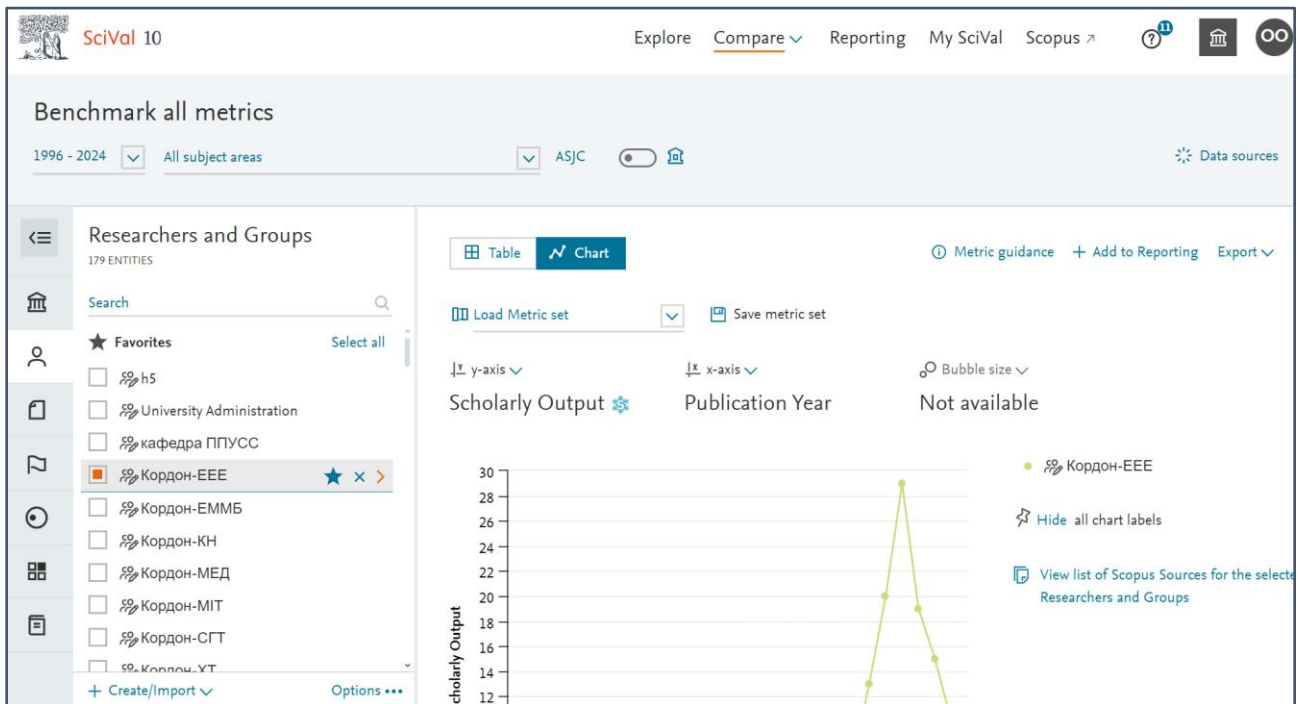 SciVal 10
Explore Compare Reporting My SciVal Scopus 11 OO
Benchmark all metrics
1996 - 2024 All subject areas ASJC Data sources
Researchers and Groups
179 ENTITIES
Search
Favorites Select all
h5
University Administration
кафедра ППУСС
Кордон-ЕЕЕ
Кордон-ЕММБ
Кордон-КН
Кордон-МЕД
Кордон-МІТ
Кордон-СГТ
Кордон-ХТ
+ Create/Import Options
Table Chart
Metric guidance + Add to Reporting Export
Load Metric set Save metric set
y-axis x-axis Bubble size
Scholarly Output Publication Year Not available
30
28
26
24
22
20
18
16
14
12
Scholarly Output
Кордон-ЕЕЕ
Hide all chart labels
View list of Scopus Sources for the
Researchers and Groups